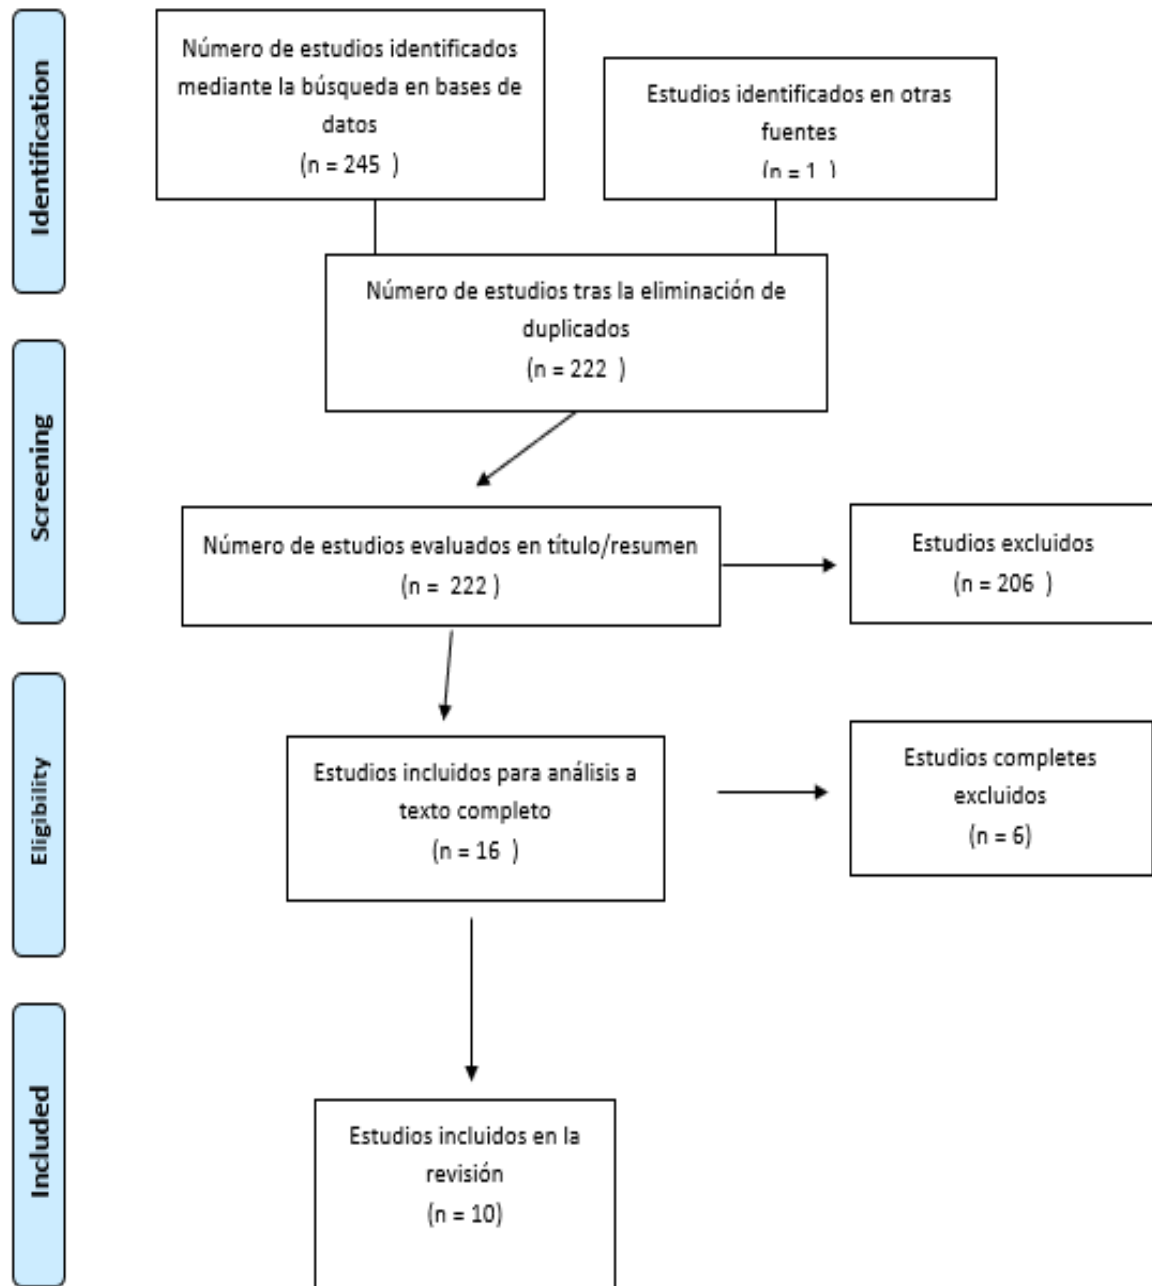 Identification
Número de estudios identificados
mediante la búsqueda en bases de
datos
(n = 245  )
Estudios identificados en otras
fuentes
(n = 1  )
Número de estudios tras la eliminación de
duplicados
(n = 222  )
Screening
Número de estudios evaluados en título/resumen
(n =  222 )
Estudios excluidos
(n = 206  )
Eligibility
Estudios incluidos para análisis a
texto completo
(n = 16  )
Estudios completes
excluidos
(n = 6)
Included
Estudios incluidos en la
revisión
(n = 10)